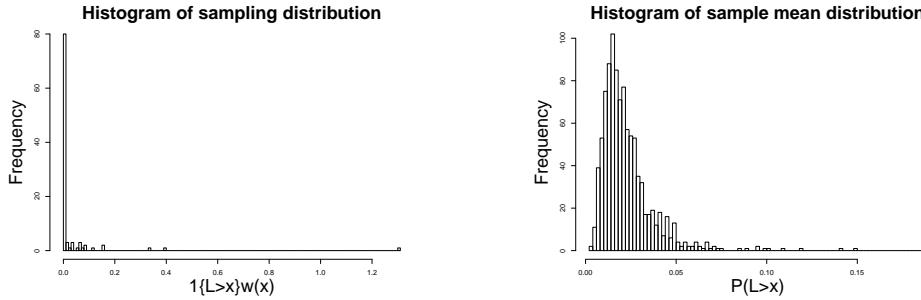 Histogram of sampling distribution
Frequency
0 20 40 60 80
0.0 0.2 0.4 0.6 0.8 1.0 1.2
1{L>x}w(x)
Histogram of sample mean distribution
Frequency
0 20 40 60 80 100
0.00 0.05 0.10 0.15
P(L>x)